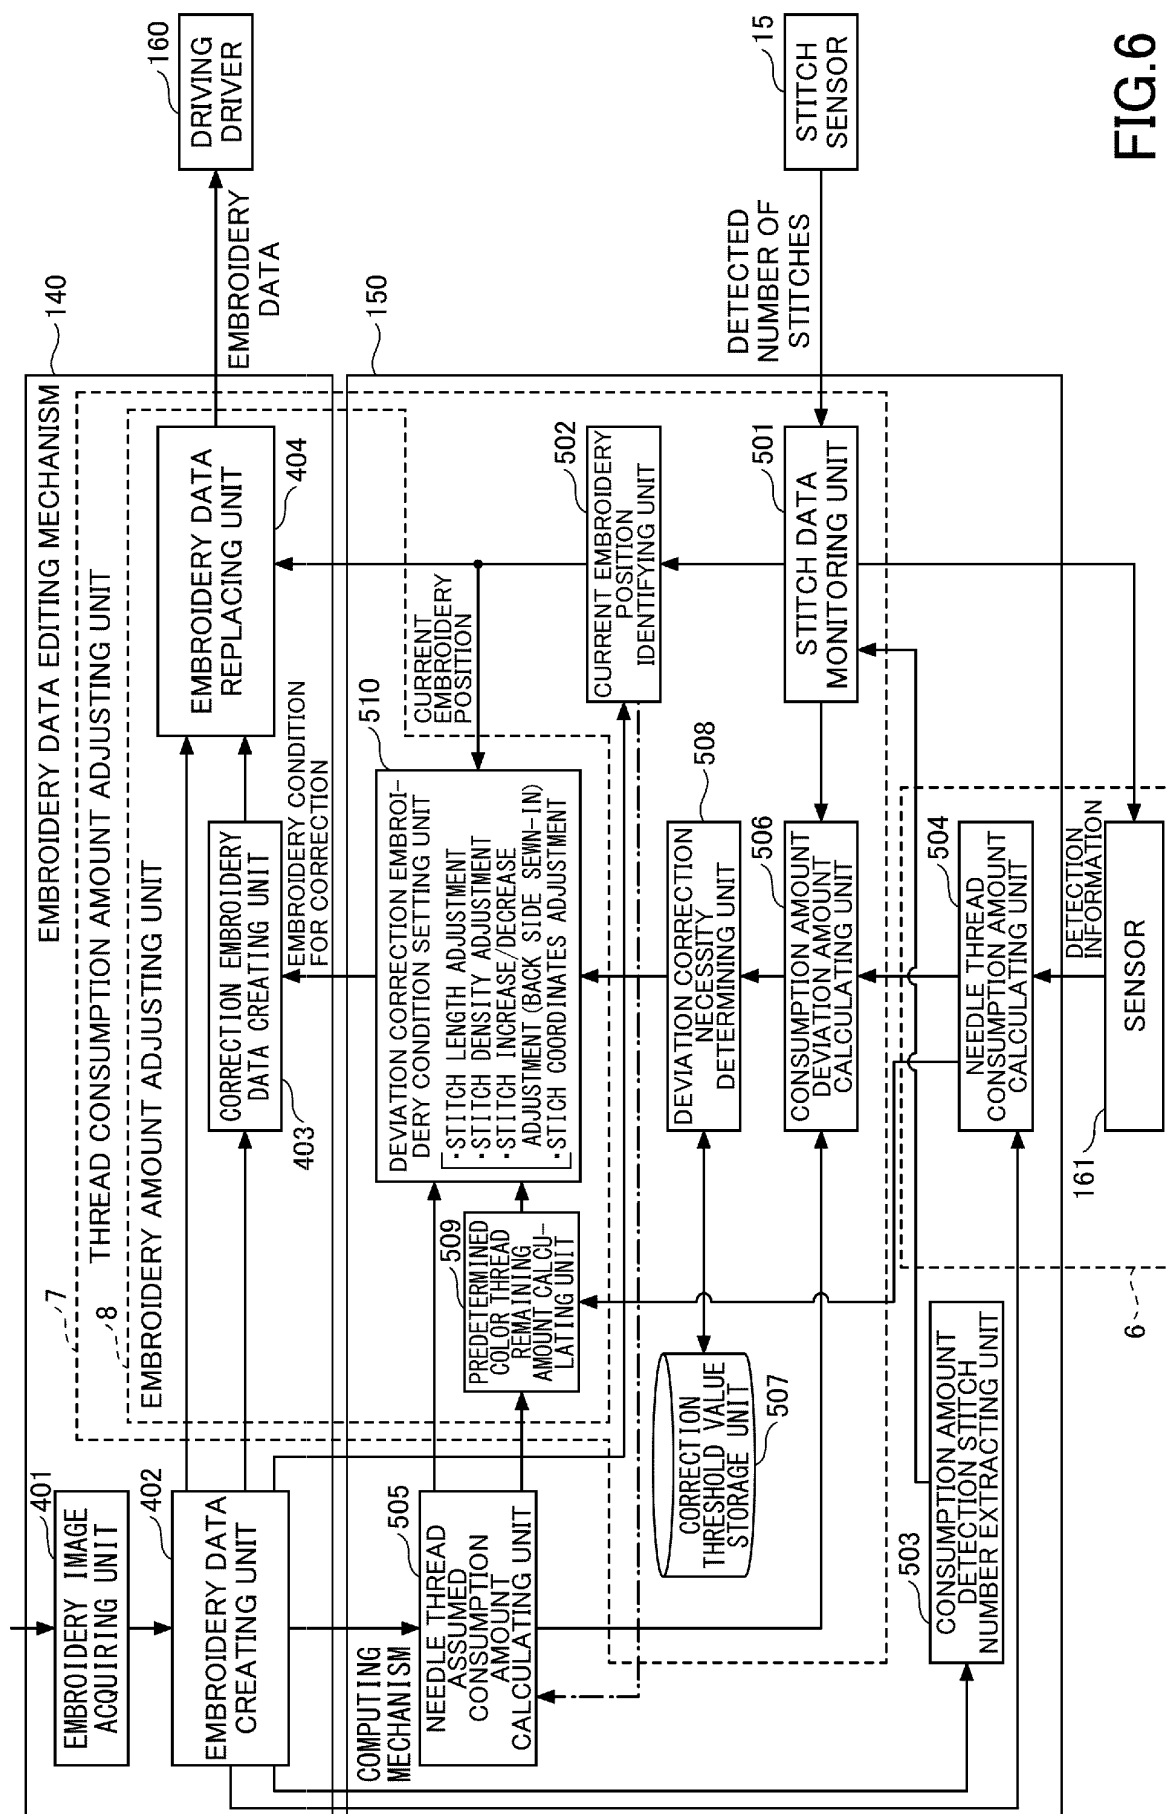 140
EMBROIDERY DATA EDITING MECHANISM
7
THREAD CONSUMPTION AMOUNT ADJUSTING UNIT
8
EMBROIDERY AMOUNT ADJUSTING UNIT
401
EMBROIDERY IMAGE
ACQUIRING UNIT
402
EMBROIDERY DATA
CREATING UNIT
CORRECTION EMBROIDERY
DATA CREATING UNIT
403
EMBROIDERY DATA
REPLACING UNIT
404
EMBROIDERY
DATA
160
DRIVING
DRIVER
EMBROIDERY CONDITION
FOR CORRECTION
150
COMPUTING
MECHANISM
505
NEEDLE THREAD
ASSUMED
CONSUMPTION
AMOUNT
CALCULATING UNIT
509
PREDETERMINED
COLOR THREAD
REMAINING
AMOUNT CALCU-
LATING UNIT
510
DEVIATION CORRECTION EMBROI-
DERY CONDITION SETTING UNIT
・STITCH LENGTH ADJUSTMENT
・STITCH DENSITY ADJUSTMENT
・STITCH INCREASE/DECREASE
ADJUSTMENT (BACK SIDE SEWN-IN)
・STICH COORDINATES ADJUSTMENT
CURRENT
EMBROIDERY
POSITION
502
CURRENT EMBROIDERY
POSITION
IDENTIFYING UNIT
CORRECTION
THRESHOLD VALUE
STORAGE UNIT
507
508
DEVIATION CORRECTION
NECESSITY
DETERMINING UNIT
506
CONSUMPTION AMOUNT
DEVIATION AMOUNT
CALCULATING UNIT
501
STITCH DATA
MONITORING UNIT
DETECTED
NUMBER OF
STITCHES
15
STITCH
SENSOR
503
CONSUMPTION AMOUNT
DETECTION STITCH
NUMBER EXTRACTING UNIT
504
NEEDLE THREAD
CONSUMPTION AMOUNT
CALCULATING UNIT
DETECTION
INFORMATION
161
SENSOR
6
FIG.6